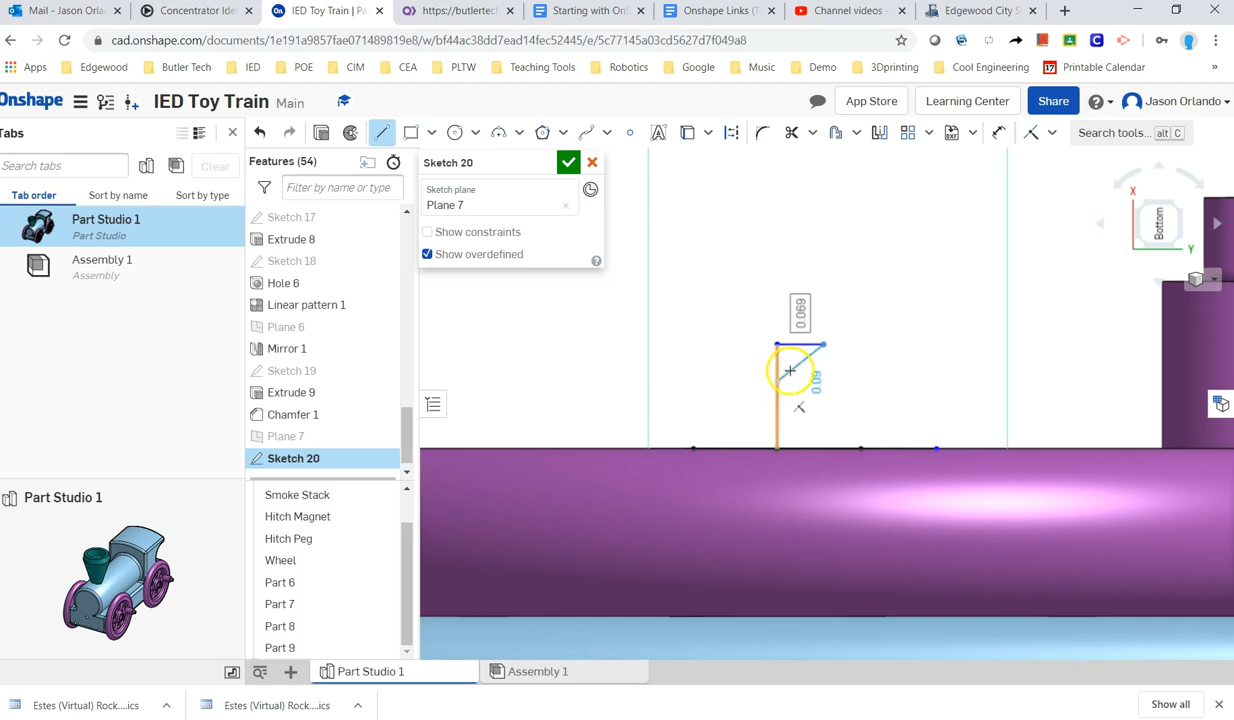 Mail - Jason Orlando
Concentrator Ide
IED Toy Train | Pa
https://butlertec
Starting with OnS
Onshape Links (T
Channel videos -
Edgewood City S
cad.onshape.com/documents/1e191a9857fae071489819e8/w/bf44ac38dd7ead14fec52445/e/5c77145a03cd5627d7f049a8
Apps
Edgewood
Butler Tech
IED
POE
CIM
CEA
PLTW
Teaching Tools
Robotics
Google
Music
Demo
3Dprinting
Cool Engineering
17
Printable Calendar
»
Onshape
IED Toy Train
Main
App Store
Learning Center
Share
Jason Orlando
Tabs
Features (54)
Search tools...
alt
C
Search tabs...
Clear
Filter by name or type
Tab order
Sort by name
Sort by type
Part Studio 1
Part Studio
Assembly 1
Assembly
Sketch 17
Extrude 8
Sketch 18
Hole 6
Linear pattern 1
Plane 6
Mirror 1
Sketch 19
Extrude 9
Chamfer 1
Plane 7
Sketch 20
Sketch 20
Sketch plane
Plane 7
Show constraints
Show overdefined
0.069
0.09
X
Bottom
Y
Part Studio 1
Smoke Stack
Hitch Magnet
Hitch Peg
Wheel
Part 6
Part 7
Part 8
Part 9
Part Studio 1
Assembly 1
Estes (Virtual) Rock....ics
Estes (Virtual) Rock....ics
Show all